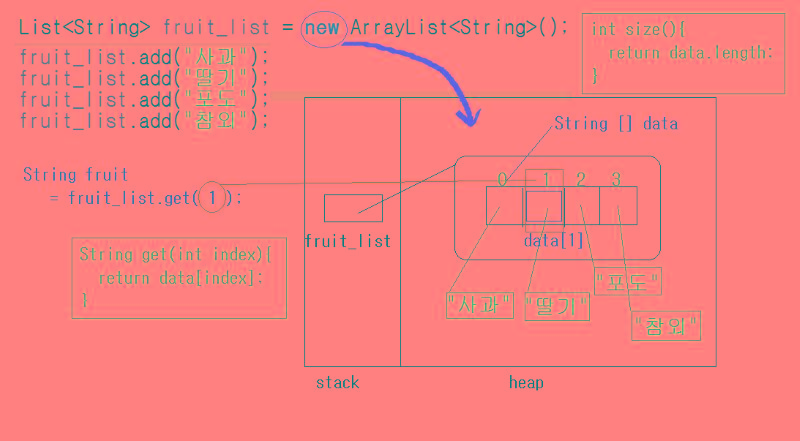 List<String> fruit_list = new ArrayList<String>();
fruit_list.add("사과");
fruit_list.add("딸기");
fruit_list.add("포도");
fruit_list.add("참외");
int size(){
return data.length;
}
String [] data
String fruit
= fruit_list.get( 1 );
0 1 2 3
fruit_list
data[1]
String get(int index){
return data[index];
}
"포도"
"사과" "딸기"
"참외"
stack
heap